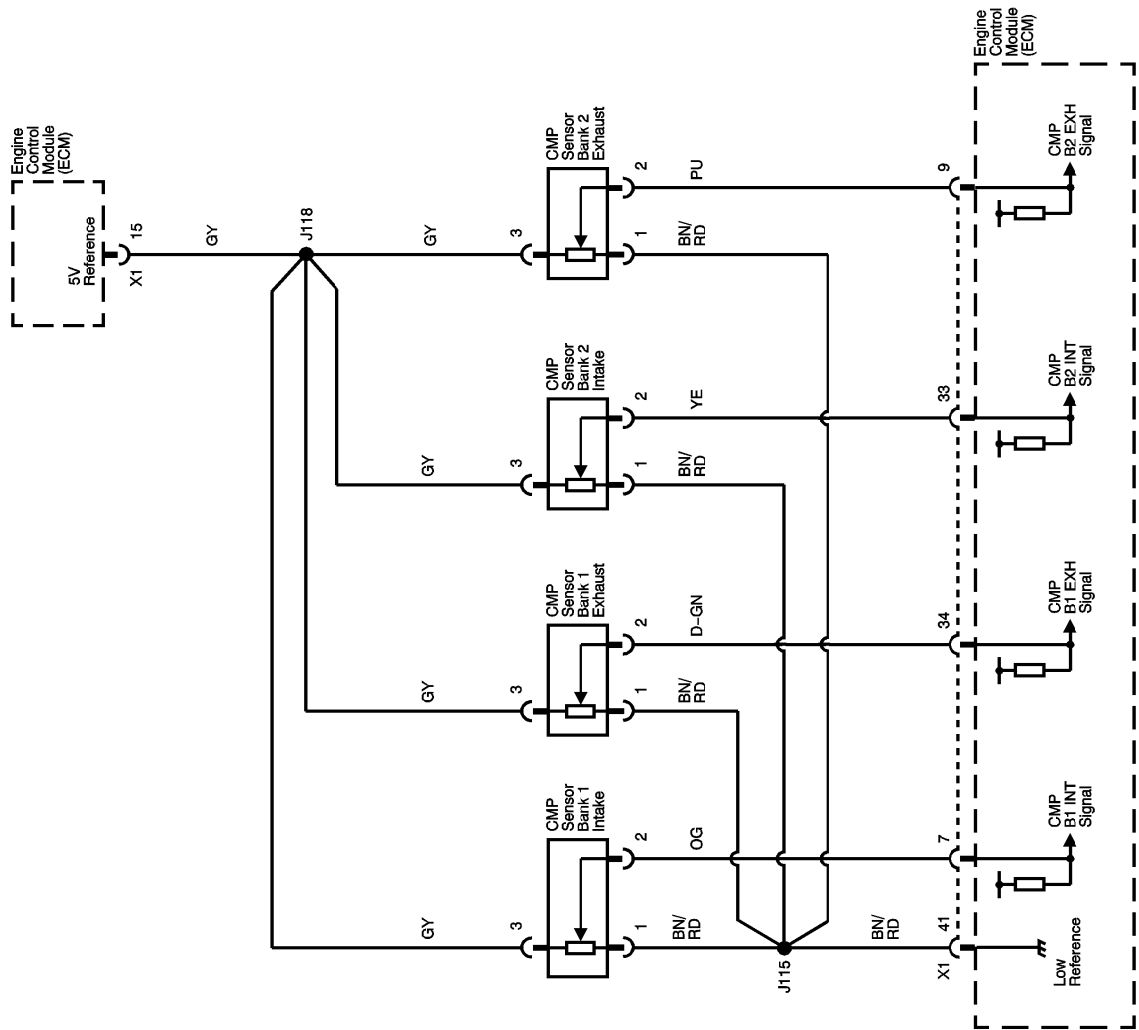 Engine
Control
Module
(ECM)
5V
Reference
15
X1
GY
J118
GY
GY
GY
GY
3
CMP
Sensor
Bank 2
Exhaust
2
1
PU
BN/
RD
3
CMP
Sensor
Bank 2
Intake
2
1
YE
BN/
RD
3
CMP
Sensor
Bank 1
Exhaust
2
1
D-GN
BN/
RD
3
CMP
Sensor
Bank 1
Intake
2
1
OG
BN/
RD
J115
BN/
RD
X1
41
7
34
33
9
Engine
Control
Module
(ECM)
CMP
B2 EXH
Signal
CMP
B2 INT
Signal
CMP
B1 EXH
Signal
CMP
B1 INT
Signal
Low
Reference